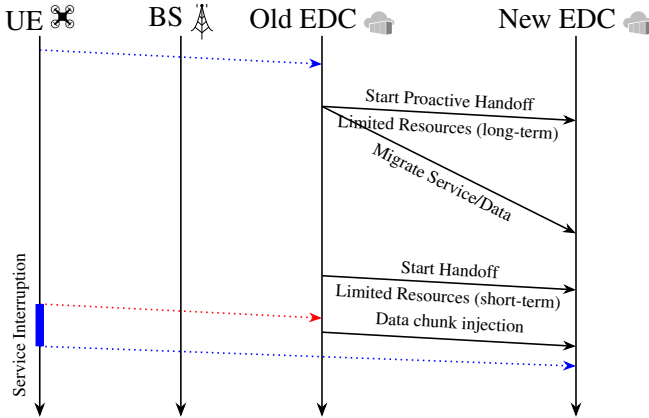 UE
BS
Old EDC
New EDC
Start Proactive Handoff
Limited Resources (long-term)
Migrate Service/Data
Start Handoff
Limited Resources (short-term)
Data chunk injection
Service Interruption